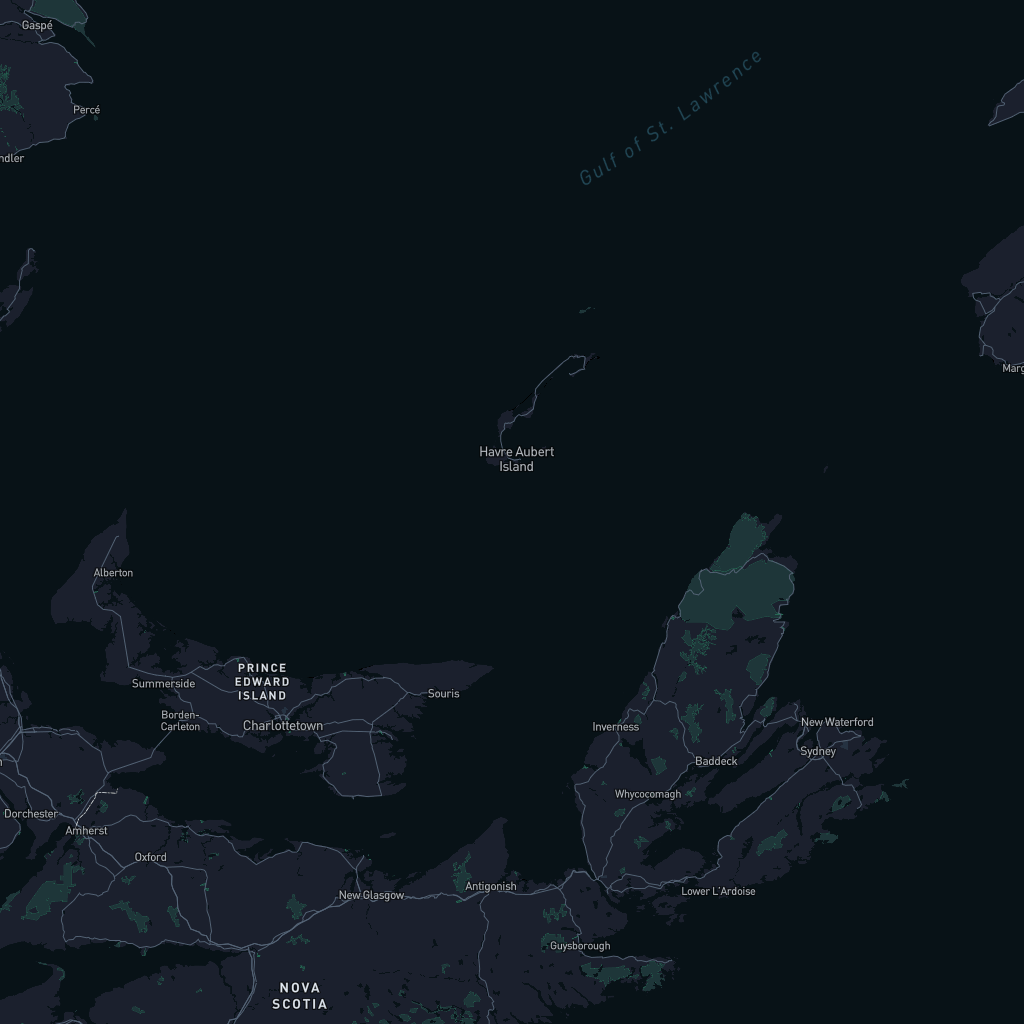 Gaspé
Gulf of St. Lawrence
Percé
ndler
Marg
Havre Aubert
Island
Alberton
PRINCE
EDWARD
ISLAND
Summerside
Souris
Borden-
Carleton
Charlottetown
Inverness
New Waterford
Sydney
Baddeck
Whycocomagh
Dorchester
Amherst
Oxford
New Glasgow
Antigonish
Lower L'Ardoise
Guysborough
NOVA
SCOTIA